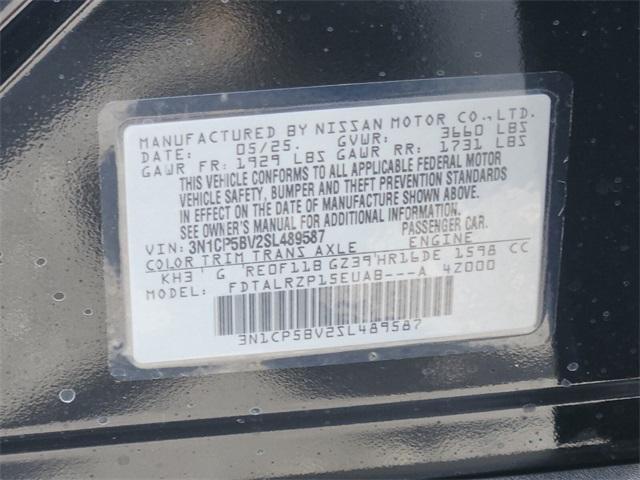 MANUFACTURED BY NISSAN MOTOR CO.,LTD.
DATE: 05/25. GVWR: 3660 LBS
GAWR FR: 1929 LBS GAWR RR: 1731 LBS
THIS VEHICLE CONFORMS TO ALL APPLICABLE FEDERAL MOTOR
VEHICLE SAFETY, BUMPER AND THEFT PREVENTION STANDARDS
IN EFFECT ON THE DATE OF MANUFACTURE SHOWN ABOVE.
SEE OWNER'S MANUAL FOR ADDITIONAL INFORMATION
VIN: 3N1CP5BV2SL489587 PASSENGER CAR.
COLOR TRIM TRANS AXLE ENGINE
KH3 G RE0F11B GZ39 HR16DE 1598 CC
MODEL: FDTALRZP15EUA8---A 4Z000
3N1CP5BV2SL489587